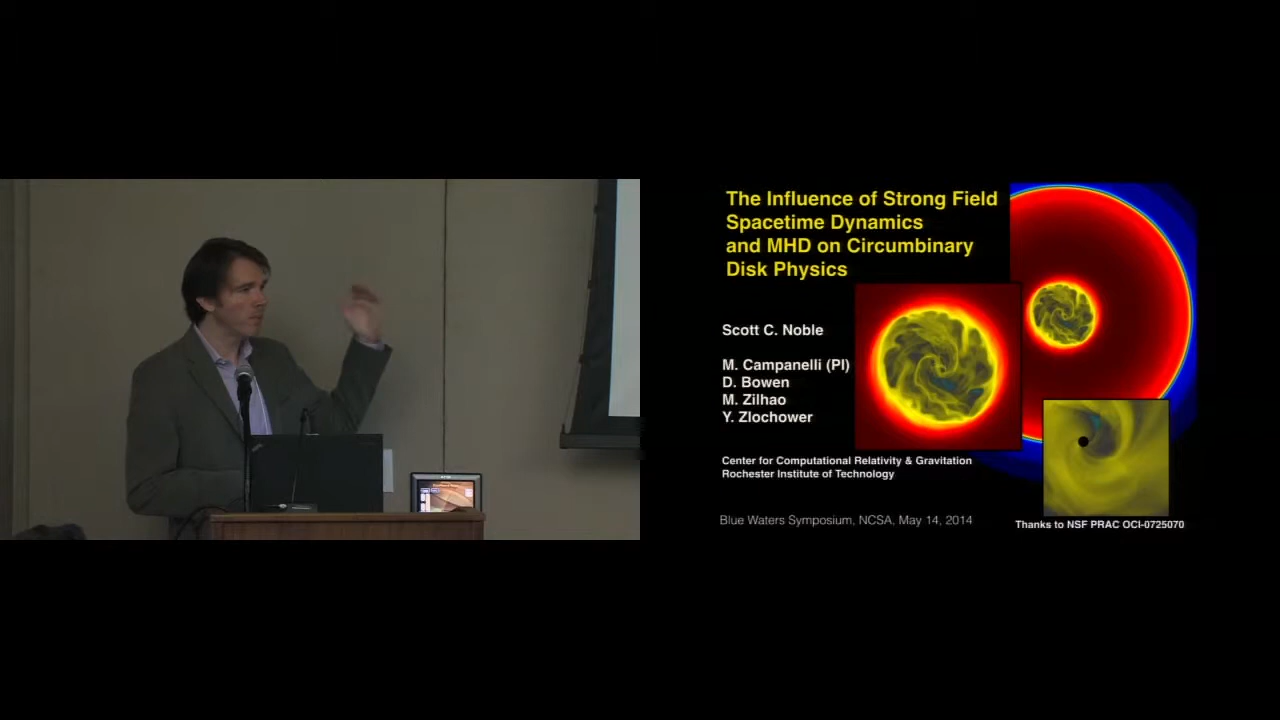 The Influence of Strong Field
Spacetime Dynamics
and MHD on Circumbinary
Disk Physics
Scott C. Noble
M. Campanelli (PI)
D. Bowen
M. Zilhao
Y. Zlochower
Center for Computational Relativity & Gravitation
Rochester Institute of Technology
Blue Waters Symposium, NCSA, May 14, 2014
Thanks to NSF PRAC OCI-0725070